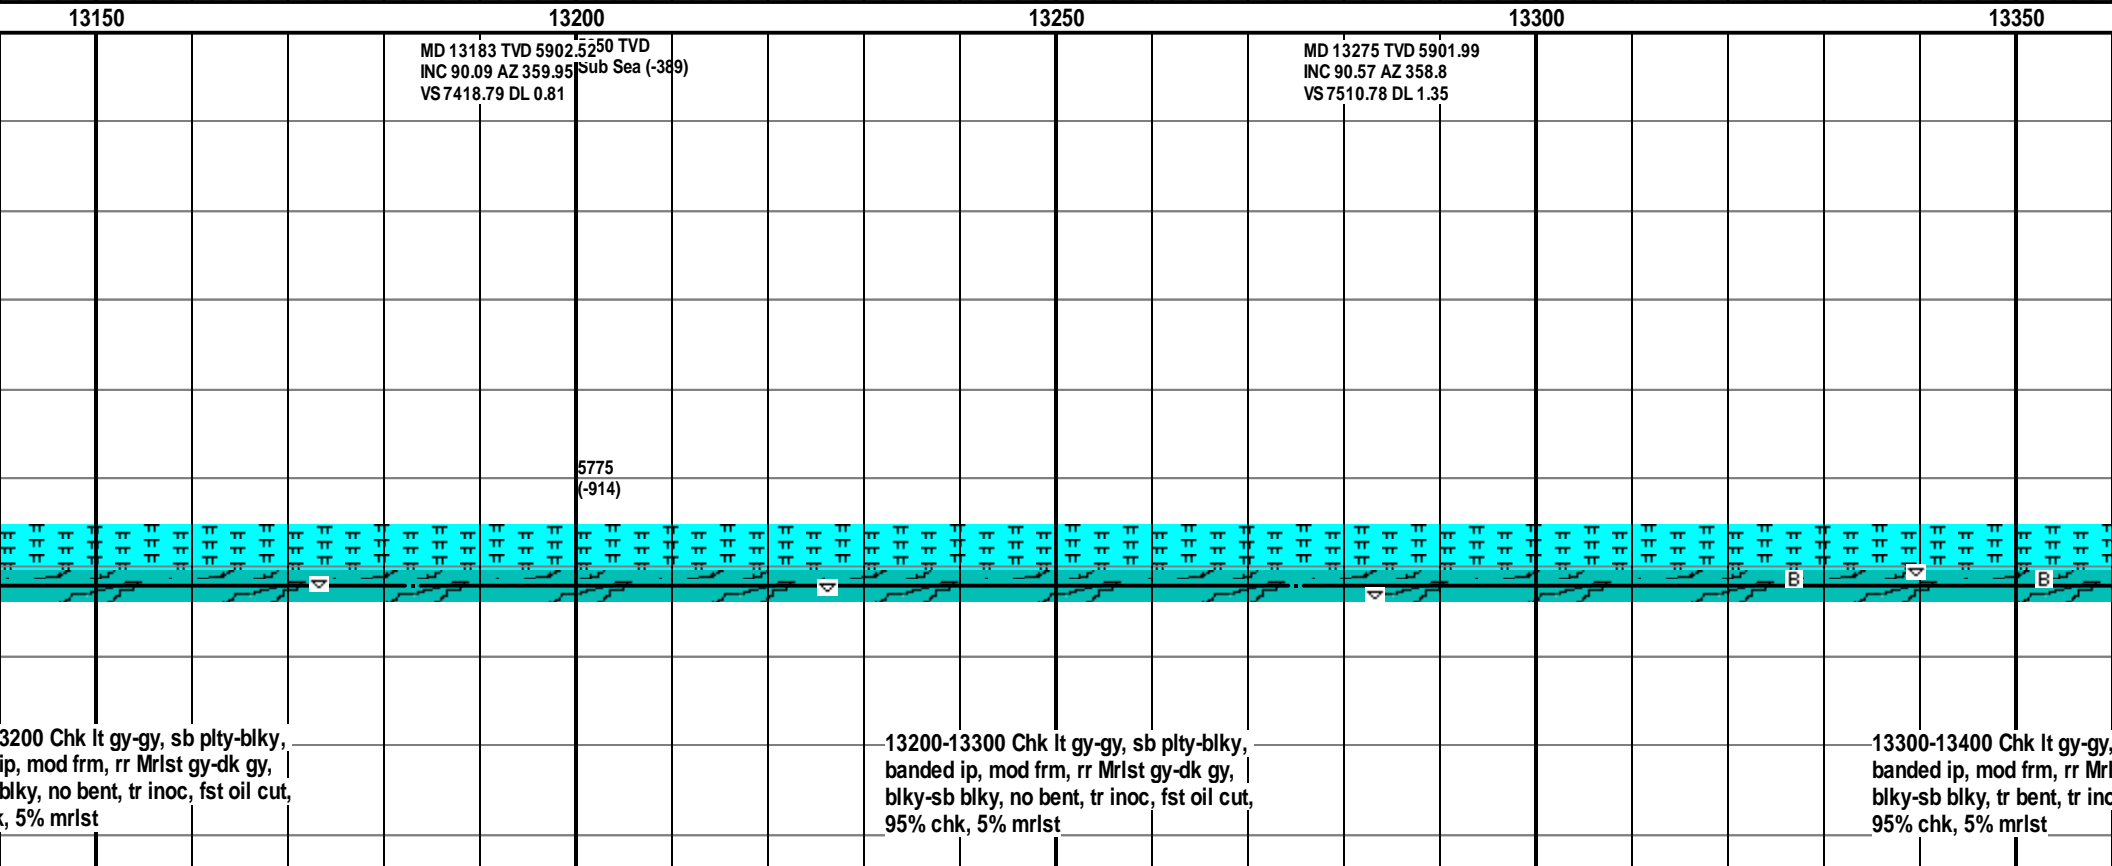 13150 13200 13250 13300 13350
MD 13183 TVD 5902.52
INC 90.09 AZ 359.95
VS 7418.79 DL 0.81
50 TVD
Sub Sea (-389)
MD 13275 TVD 5901.99
INC 90.57 AZ 358.8
VS 7510.78 DL 1.35
5775
(-914)
B
B
3200 Chk lt gy-gy, sb plty-blky,
ip, mod frm, rr Mrlst gy-dk gy,
blky, no bent, tr inoc, fst oil cut,
, 5% mrlst
13200-13300 Chk lt gy-gy, sb plty-blky,
banded ip, mod frm, rr Mrlst gy-dk gy,
blky-sb blky, no bent, tr inoc, fst oil cut,
95% chk, 5% mrlst
13300-13400 Chk lt gy-gy,
banded ip, mod frm, rr Mrl
blky-sb blky, tr bent, tr ino
95% chk, 5% mrlst